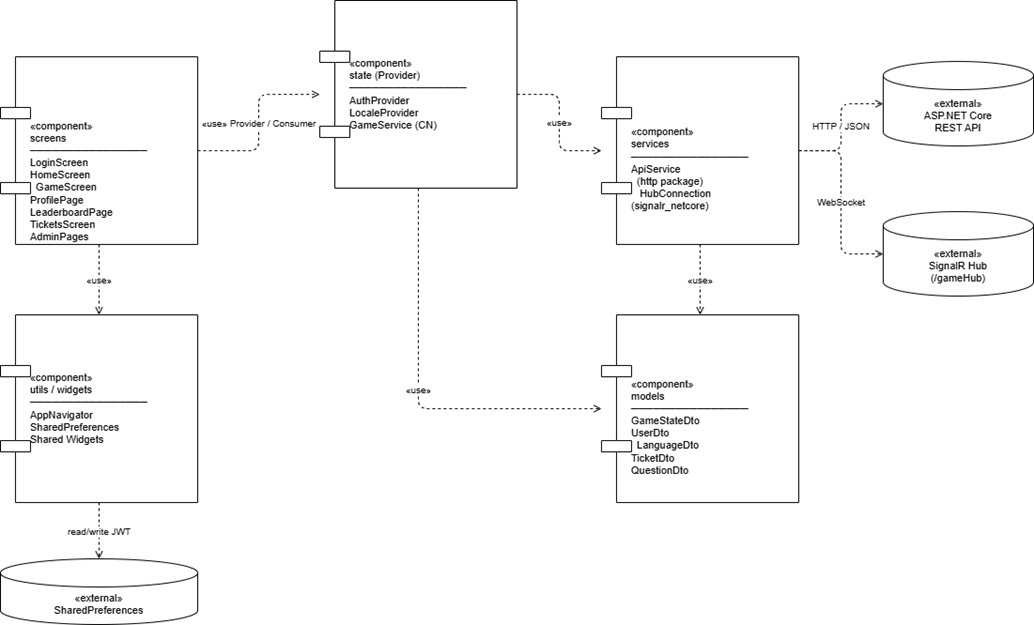 «component»
state (Provider)
AuthProvider
LocaleProvider
GameService (CN)
«use» Provider / Consumer
«component»
screens
LoginScreen
HomeScreen
GameScreen
ProfilePage
LeaderboardPage
TicketsScreen
AdminPages
«use»
«component»
services
ApiService
(http package)
HubConnection
(signalr_netcore)
HTTP / JSON
«external»
ASP.NET Core
REST API
WebSocket
«external»
SignalR Hub
(/gameHub)
«use»
«use»
«use»
«component»
utils / widgets
AppNavigator
SharedPreferences
Shared Widgets
«component»
models
GameStateDto
UserDto
LanguageDto
TicketDto
QuestionDto
read/write JWT
«external»
SharedPreferences